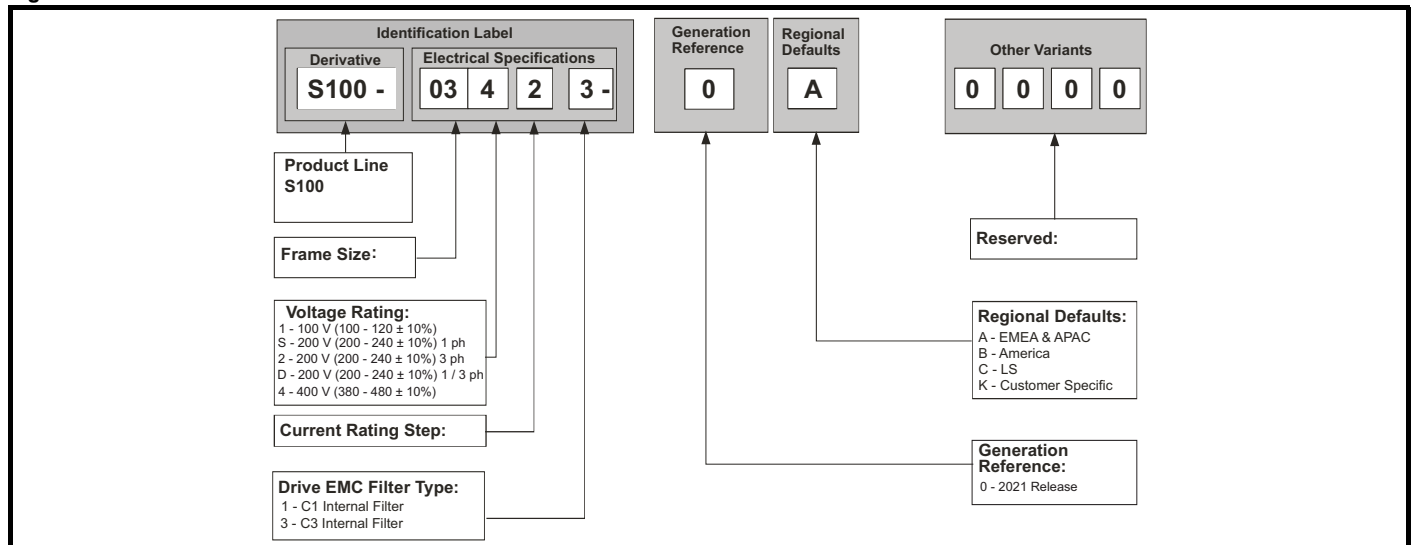 Identification Label
Derivative
Electrical Specifications
S100 -
03 4 2 3 -
Generation
Reference
0
Regional
Defaults
A
Other Variants
0 0 0 0
Product Line
S100
Frame Size:
Voltage Rating:
1 - 100 V (100 - 120 ± 10%)
S - 200 V (200 - 240 ± 10%) 1 ph
2 - 200 V (200 - 240 ± 10%) 3 ph
D - 200 V (200 - 240 ± 10%) 1 / 3 ph
4 - 400 V (380 - 480 ± 10%)
Current Rating Step:
Drive EMC Filter Type:
1 - C1 Internal Filter
3 - C3 Internal Filter
Reserved:
Regional Defaults:
A - EMEA & APAC
B - America
C - LS
K - Customer Specific
Generation
Reference:
0 - 2021 Release